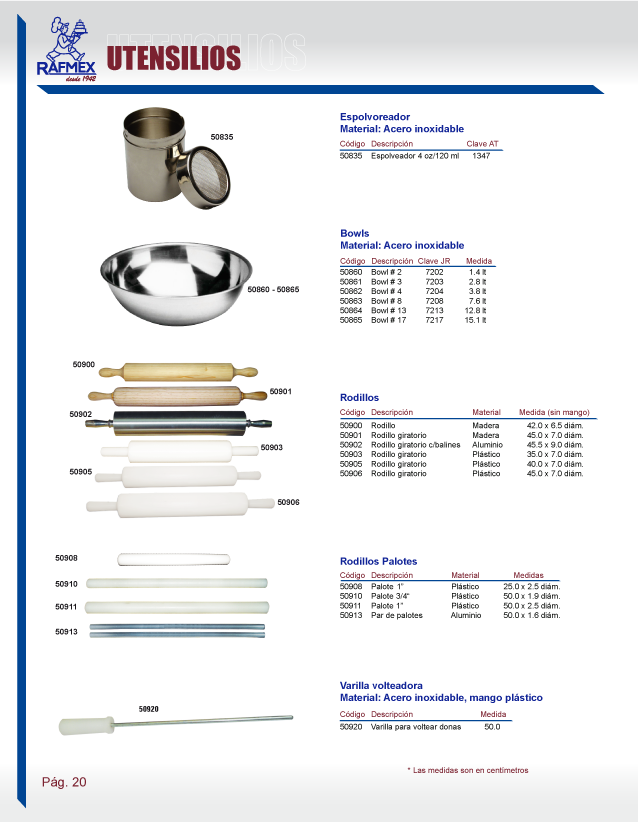 RAFMEX
desde 1942
UTENSILIOS
50835
Espolvoreador
Material: Acero inoxidable
Código Descripción Clave AT
50835 Espolveador 4 oz/120 ml 1347
50860 - 50865
Bowls
Material: Acero inoxidable
Código Descripción Clave JR Medida
50860 Bowl # 2 7202 1.4 lt
50861 Bowl # 3 7203 2.8 lt
50862 Bowl # 4 7204 3.8 lt
50863 Bowl # 8 7208 7.6 lt
50864 Bowl # 13 7213 12.8 lt
50865 Bowl # 17 7217 15.1 lt
50900
50901
50902
50903
50905
50906
Rodillos
Código Descripción Material Medida (sin mango)
50900 Rodillo Madera 42.0 x 6.5 diám.
50901 Rodillo giratorio Madera 45.0 x 7.0 diám.
50902 Rodillo giratorio c/balines Aluminio 45.5 x 9.0 diám.
50903 Rodillo giratorio Plástico 35.0 x 7.0 diám.
50905 Rodillo giratorio Plástico 40.0 x 7.0 diám.
50906 Rodillo giratorio Plástico 45.0 x 7.0 diám.
50908
50910
50911
50913
Rodillos Palotes
Código Descripción Material Medidas
50908 Palote 1" Plástico 25.0 x 2.5 diám.
50910 Palote 3/4" Plástico 50.0 x 1.9 diám.
50911 Palote 1" Plástico 50.0 x 2.5 diám.
50913 Par de palotes Aluminio 50.0 x 1.6 diám.
50920
Varilla volteadora
Material: Acero inoxidable, mango plástico
Código Descripción Medida
50920 Varilla para voltear donas 50.0
* Las medidas son en centímetros
Pág. 20